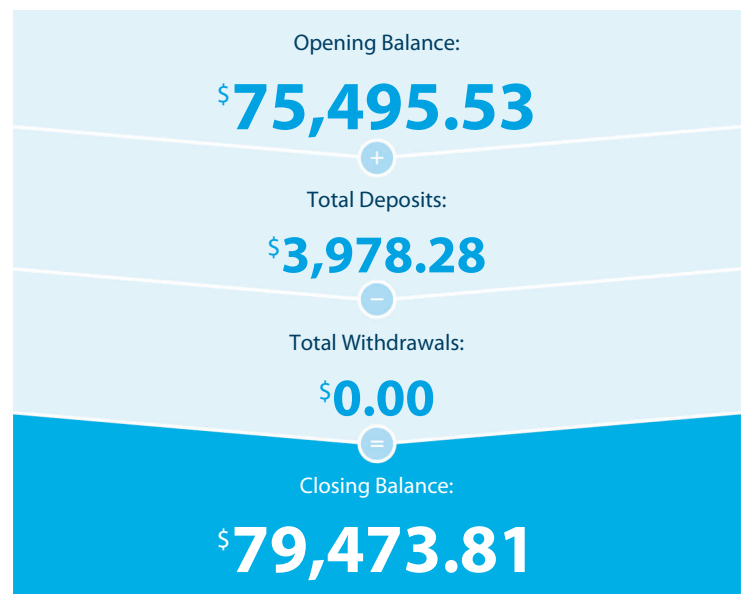 Opening Balance:
$75,495.53
+
Total Deposits:
$3,978.28
−
Total Withdrawals:
$0.00
=
Closing Balance:
$79,473.81